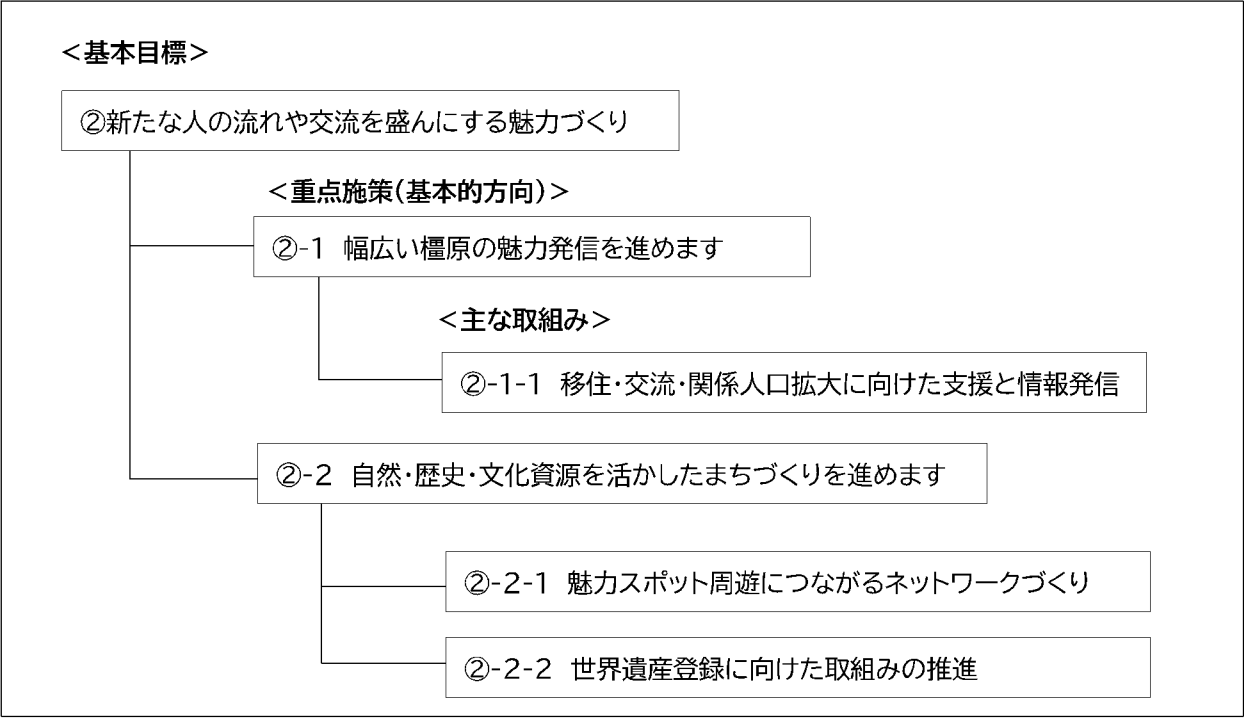 ＜基本目標＞
②新たな人の流れや交流を盛んにする魅力づくり
＜重点施策（基本的方向）＞
②-1　幅広い橿原の魅力発信を進めます
＜主な取組み＞
②-1-1　移住・交流・関係人口拡大に向けた支援と情報発信
②-2　自然・歴史・文化資源を活かしたまちづくりを進めます
②-2-1　魅力スポット周遊につながるネットワークづくり
②-2-2　世界遺産登録に向けた取組みの推進